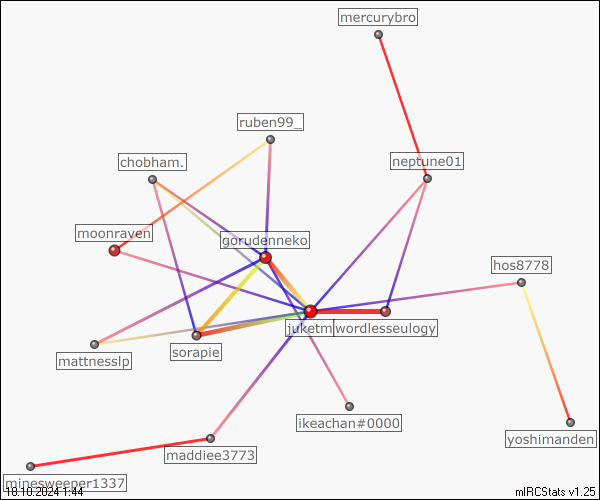 mercurybro
ruben99_
chobham.
neptune01
moonraven
gorudenneko
hos8778
juketm
wordlesseulogy
sorapie
mattnesslp
ikeachan#0000
yoshimanden
maddiee3773
minesweeper1337
18.10.2024 1:44
mIRCStats v1.25